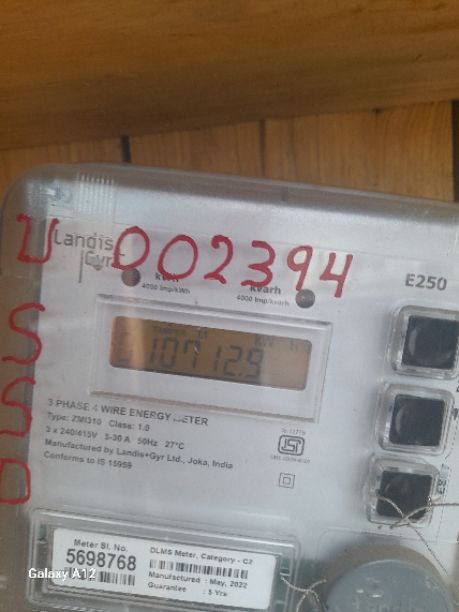 Landis
Gyr
U 002394
S
S
D
kWh
4000 Imp/kWh
kvarh
4000 Imp/kvarh
E250
TAMPER
kW h
10712.9
3 PHASE 4 WIRE ENERGY METER
Type: ZMI310 Class: 1.0
3 x 240/415V 5-30 A 50Hz 27°C
Manufactured by Landis+Gyr Ltd., Joka, India
Conforms to IS 15959
Meter Sl. No.
5698768
DLMS Meter, Category - C2
Manufactured : May, 2022
Guarantee : 5 Yrs
Galaxy A12